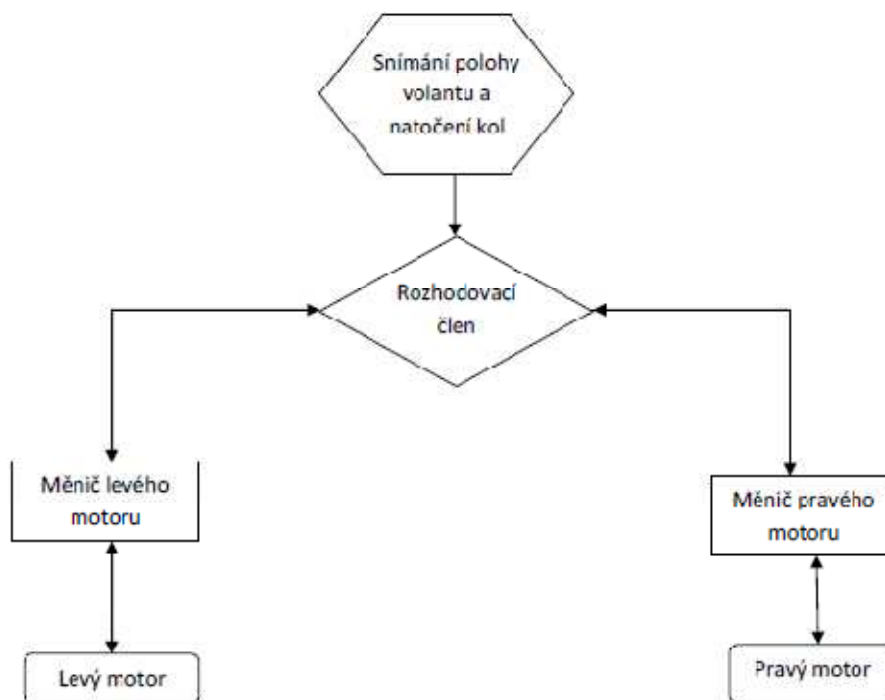 Snímání polohy
volantu a
natočení kol
Rozhodovací
člen
Měnič levého
motoru
Měnič pravého
motoru
Levý motor
Pravý motor